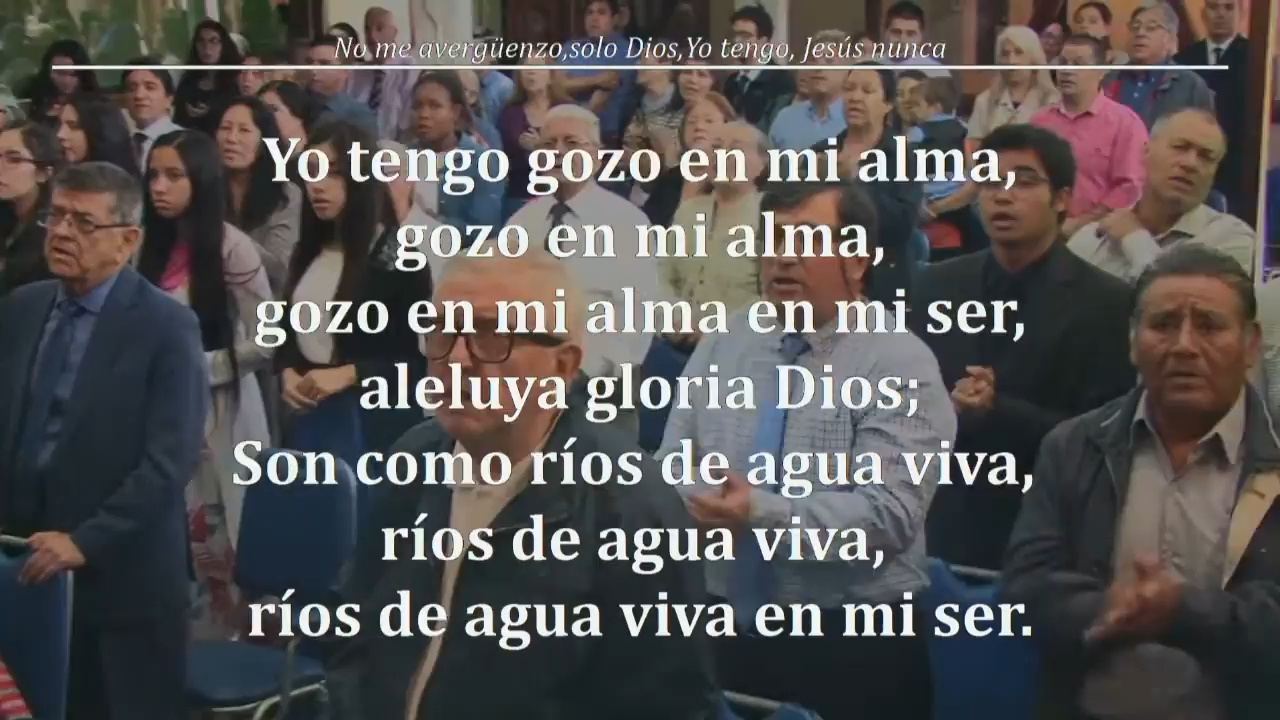 No me avergüenzo,solo Dios,Yo tengo, Jesús nunca
Yo tengo gozo en mi alma,
gozo en mi alma,
gozo en mi alma en mi ser,
aleluya gloria Dios;
Son como ríos de agua viva,
ríos de agua viva,
ríos de agua viva en mi ser.